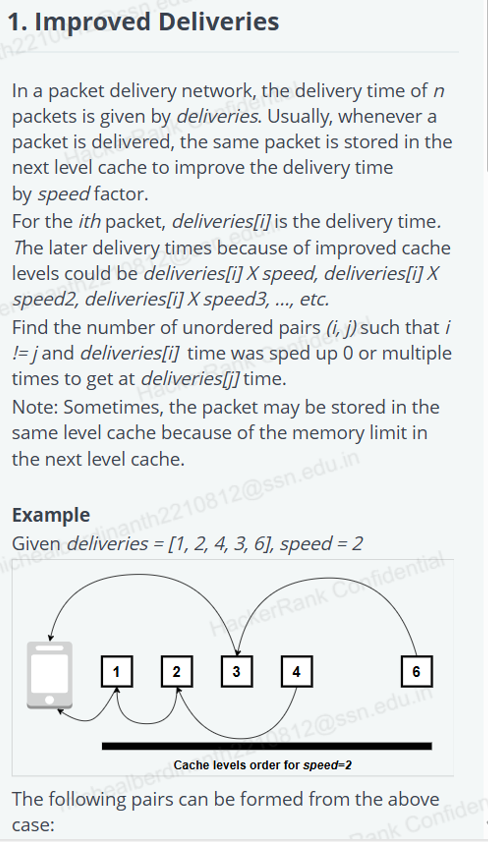 1. Improved Deliveries
In a packet delivery network, the delivery time of n
packets is given by deliveries. Usually, whenever a
packet is delivered, the same packet is stored in the
next level cache to improve the delivery time
by speed factor.
For the ith packet, deliveries[i] is the delivery time.
The later delivery times because of improved cache
levels could be deliveries[i] X speed, deliveries[i] X
speed2, deliveries[i] X speed3, ..., etc.
Find the number of unordered pairs (i, j) such that i
!= j and deliveries[i] time was sped up 0 or multiple
times to get at deliveries[j] time.
Note: Sometimes, the packet may be stored in the
same level cache because of the memory limit in
the next level cache.
Example
Given deliveries = [1, 2, 4, 3, 6], speed = 2
HackerRank Confidential
1 2 3 4 6
Cache levels order for speed=2
The following pairs can be formed from the above
case: